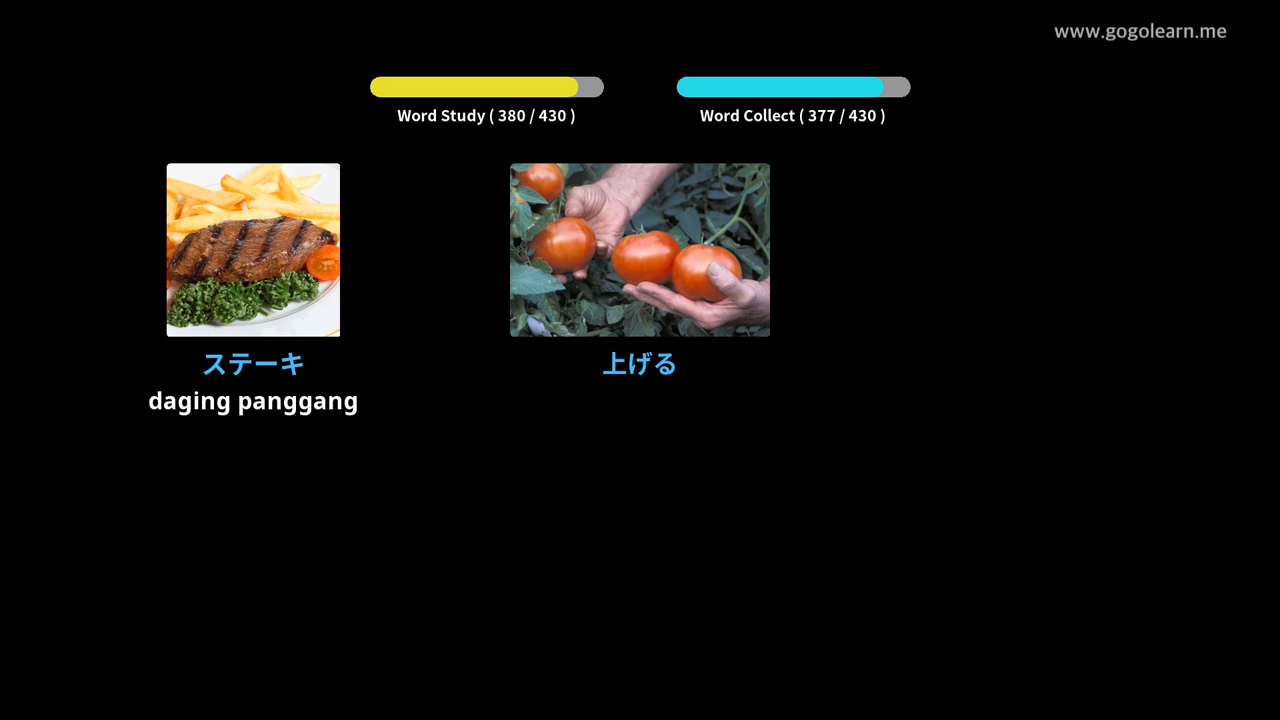 www.gogolearn.me
Word Study ( 380 / 430 )
Word Collect ( 377 / 430 )
ステーキ
daging panggang
上げる